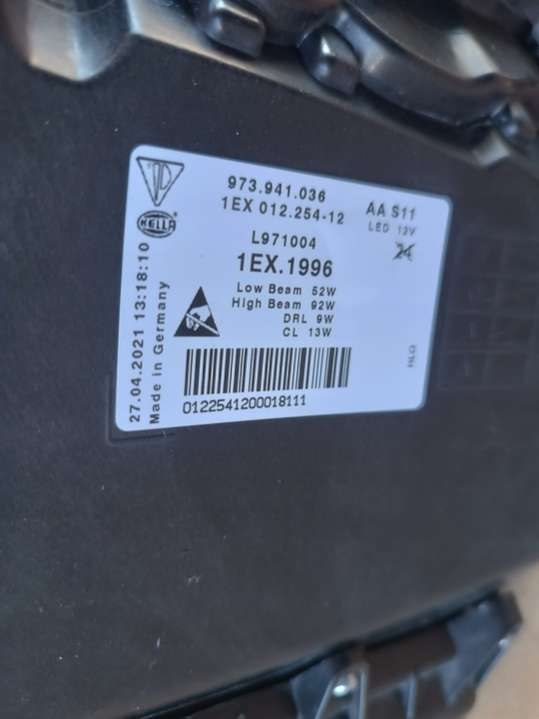 973.941.036
AA S11
1EX 012.254-12
LED 12V
HELLA
L971004
1EX.1996
Low Beam 52W
High Beam 92W
DRL 9W
CL 13W
27.04.2021 13:18:10
Made in Germany
0122541200018111